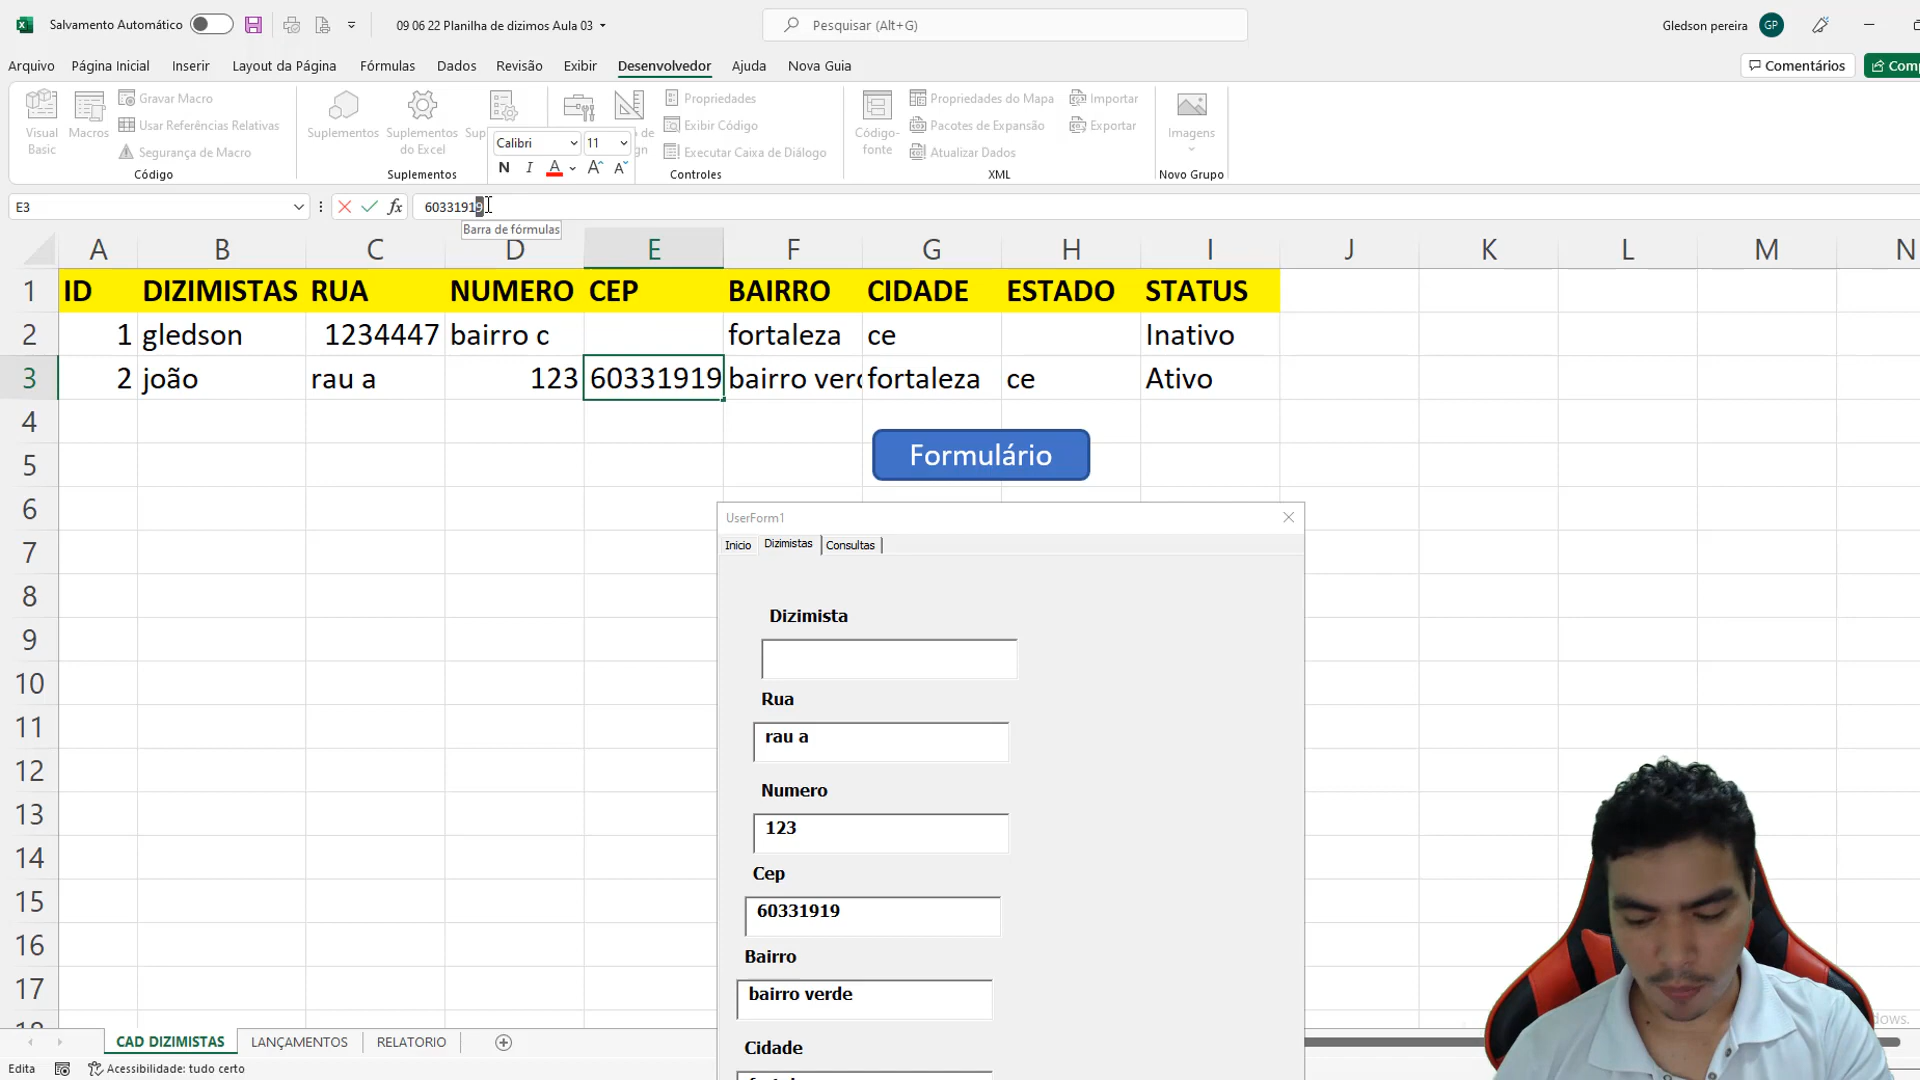 Salvamento Automático
09 06 22 Planilha de dizimos Aula 03
Pesquisar (Alt+G)
Gledson pereira
GP
Arquivo Página Inicial Inserir Layout da Página Fórmulas Dados Revisão Exibir Desenvolvedor Ajuda Nova Guia
Comentários
Visual Basic
Macros
Gravar Macro
Usar Referências Relativas
Segurança de Macro
Código
Suplementos
Suplementos do Excel
Suplementos
Calibri
11
N I A A A
Propriedades
Exibir Código
Executar Caixa de Diálogo
Controles
Código-fonte
Propriedades do Mapa
Pacotes de Expansão
Atualizar Dados
Importar
Exportar
XML
Imagens
Novo Grupo
E3
fx
60331919
Barra de fórmulas
A B C D E F G H I J K L M N
1 ID DIZIMISTAS RUA NUMERO CEP BAIRRO CIDADE ESTADO STATUS
2 1 gledson 1234447 bairro c fortaleza ce Inativo
3 2 joão rau a 123 60331919 bairro verd fortaleza ce Ativo
4
Formulário
5
6
7
8
9
10
11
12
13
14
15
16
17
18
UserForm1
Inicio Dizimistas Consultas
Dizimista
Rua
rau a
Numero
123
Cep
60331919
Bairro
bairro verde
Cidade
CAD DIZIMISTAS LANÇAMENTOS RELATORIO
Edita
Acessibilidade: tudo certo